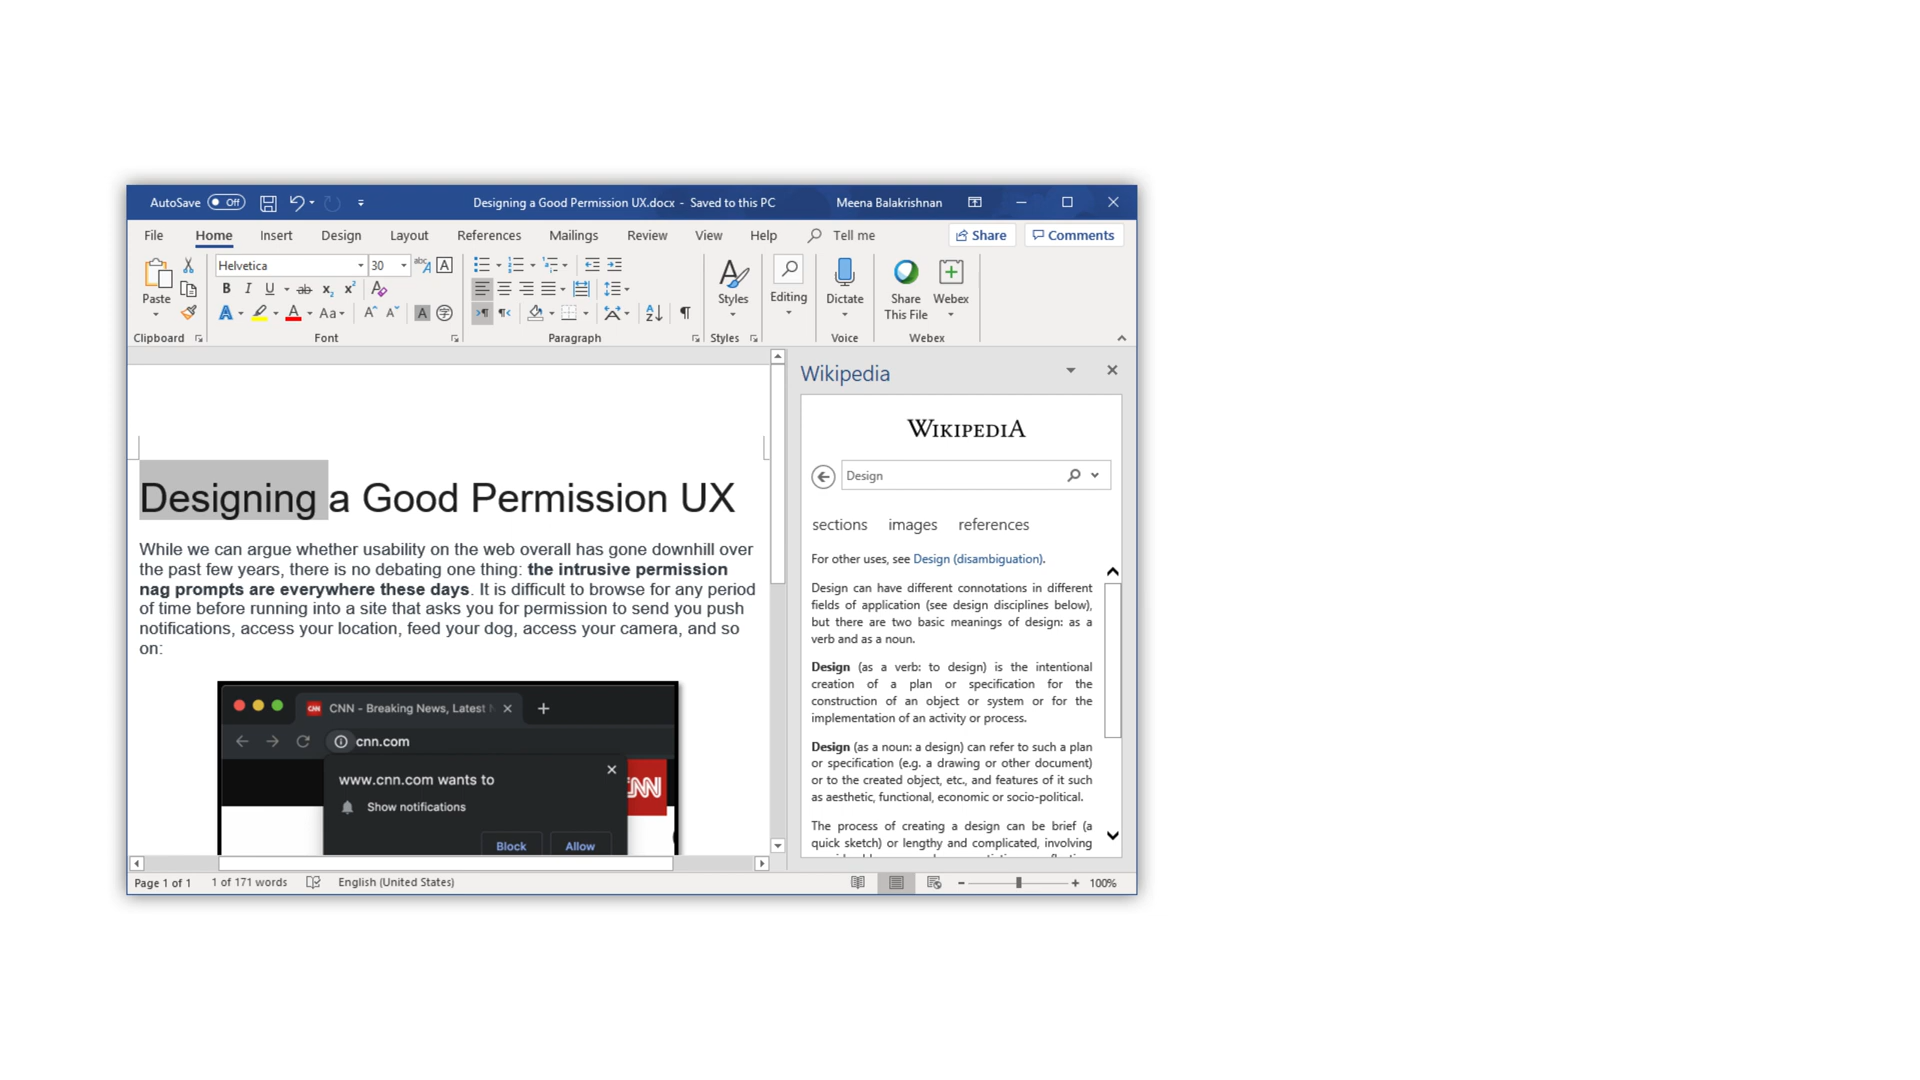 AutoSave Off
Designing a Good Permission UX.docx - Saved to this PC
Meena Balakrishnan
File Home Insert Design Layout References Mailings Review View Help Tell me Share Comments
Helvetica 30 abc A A
Paste
B I U ab x2 x2 A
A A Aa A A A 字
Clipboard
Font
A Z ¶
Paragraph
Styles
Styles
Editing
Dictate
Voice
Share
This File
Webex
Webex
Designing a Good Permission UX
While we can argue whether usability on the web overall has gone downhill over
the past few years, there is no debating one thing: the intrusive permission
nag prompts are everywhere these days. It is difficult to browse for any period
of time before running into a site that asks you for permission to send you push
notifications, access your location, feed your dog, access your camera, and so
on:
CNN CNN - Breaking News, Latest
cnn.com
www.cnn.com wants to
Show notifications
Block Allow
CNN
Wikipedia
WIKIPEDIA
Design
sections images references
For other uses, see Design (disambiguation).
Design can have different connotations in different
fields of application (see design disciplines below),
but there are two basic meanings of design: as a
verb and as a noun.
Design (as a verb: to design) is the intentional
creation of a plan or specification for the
construction of an object or system or for the
implementation of an activity or process.
Design (as a noun: a design) can refer to such a plan
or specification (e.g. a drawing or other document)
or to the created object, etc., and features of it such
as aesthetic, functional, economic or socio-political.
The process of creating a design can be brief (a
quick sketch) or lengthy and complicated, involving
Page 1 of 1 1 of 171 words English (United States) 100%